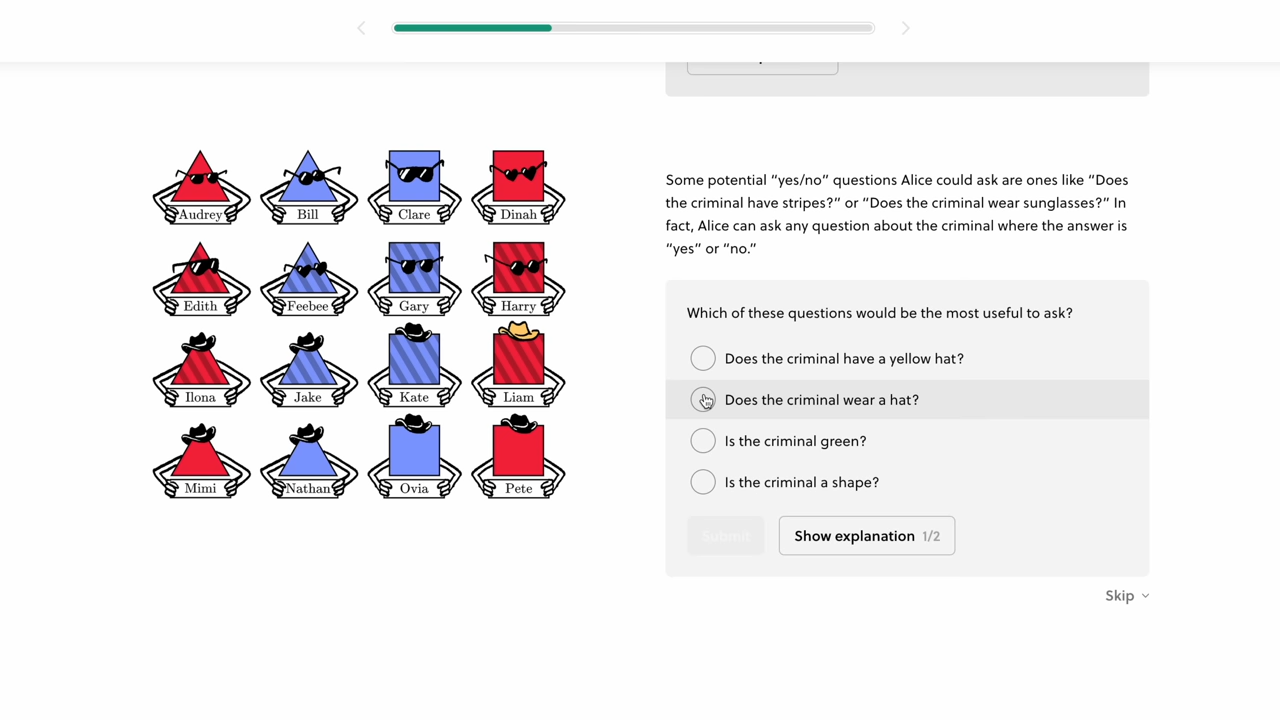 Some potential “yes/no” questions Alice could ask are ones like “Does
the criminal have stripes?” or “Does the criminal wear sunglasses?” In
fact, Alice can ask any question about the criminal where the answer is
“yes” or “no.”
Audrey Bill Clare Dinah
Edith Feebee Gary Harry
Ilona Jake Kate Liam
Mimi Nathan Ovia Pete
Which of these questions would be the most useful to ask?
Does the criminal have a yellow hat?
Does the criminal wear a hat?
Is the criminal green?
Is the criminal a shape?
Submit Show explanation 1/2
Skip